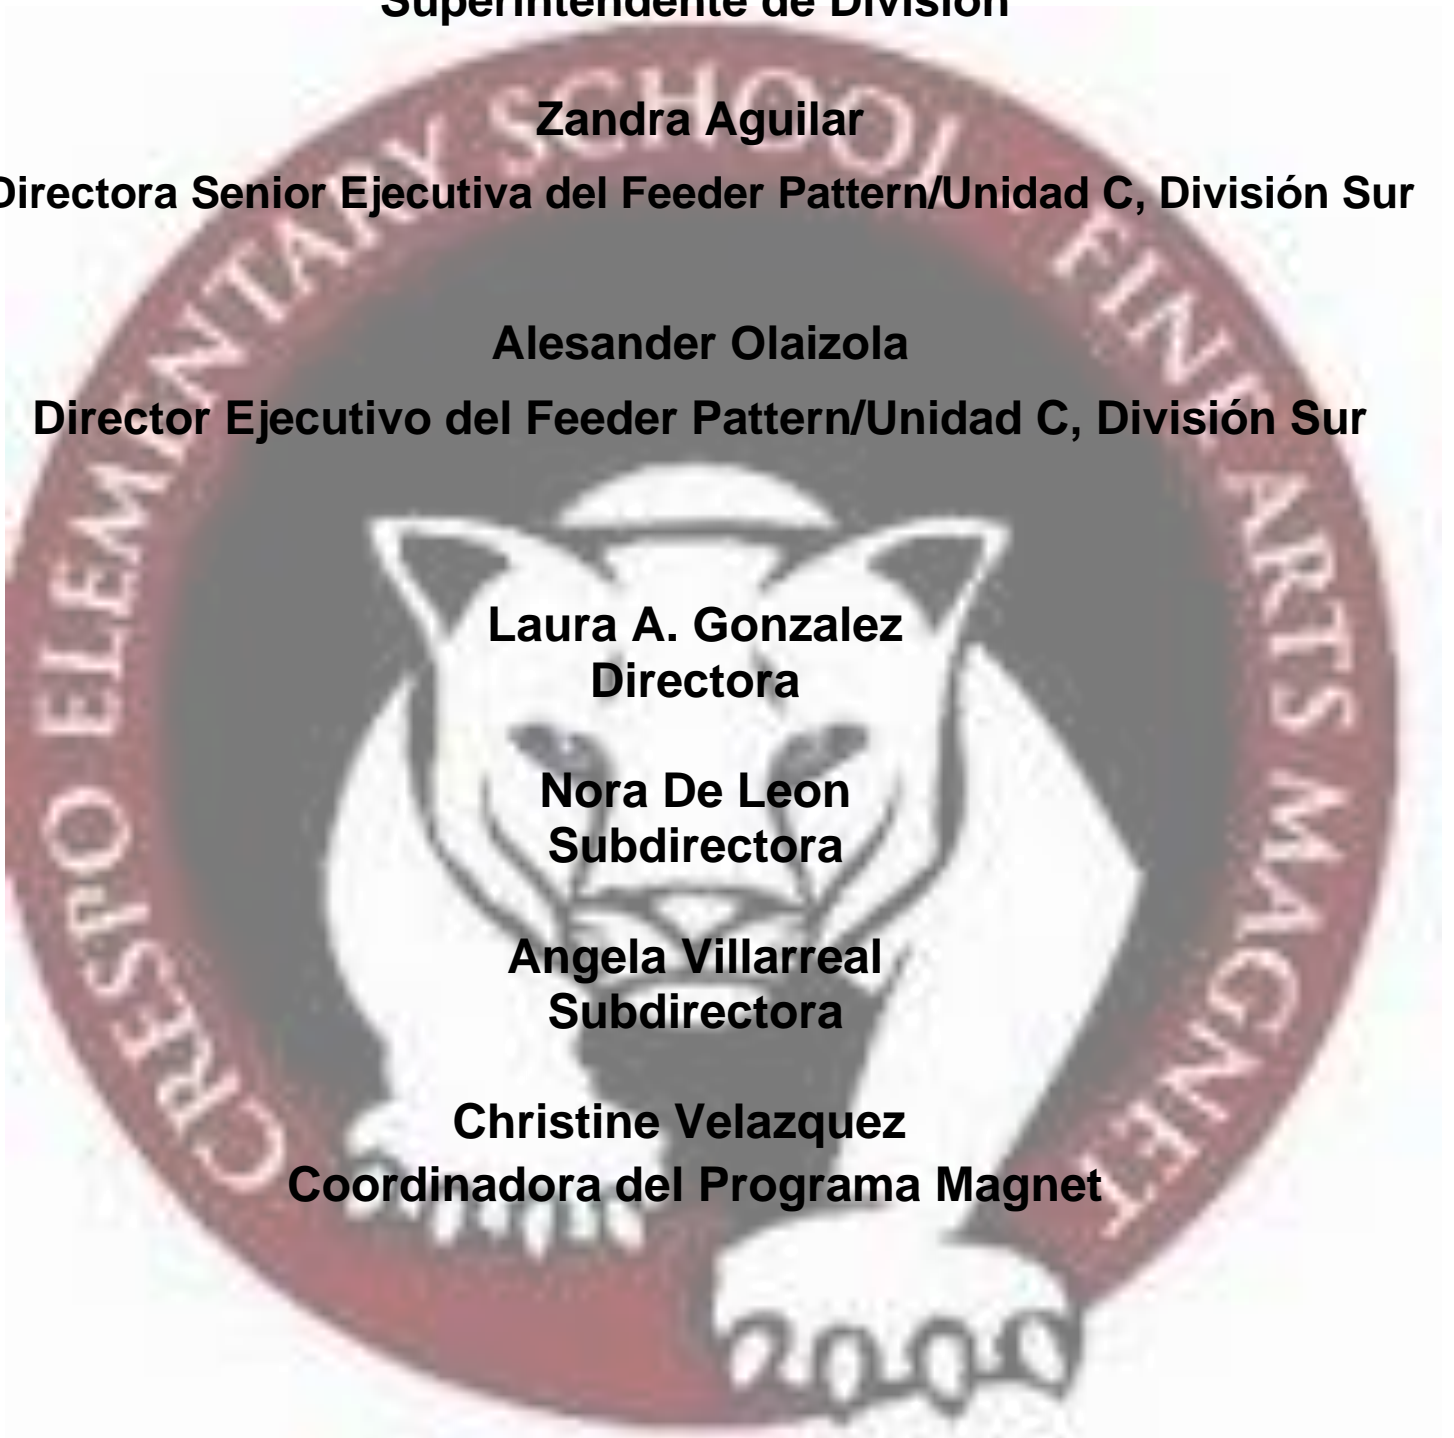 Superintendente de División
Zandra Aguilar
Directora Senior Ejecutiva del Feeder Pattern/Unidad C, División Sur
Alesander Olaizola
Director Ejecutivo del Feeder Pattern/Unidad C, División Sur
Laura A. Gonzalez
Directora
Nora De Leon
Subdirectora
Angela Villarreal
Subdirectora
Christine Velazquez
Coordinadora del Programa Magnet
CRESPO ELEMENTARY SCHOOL FINE ARTS MAGNET